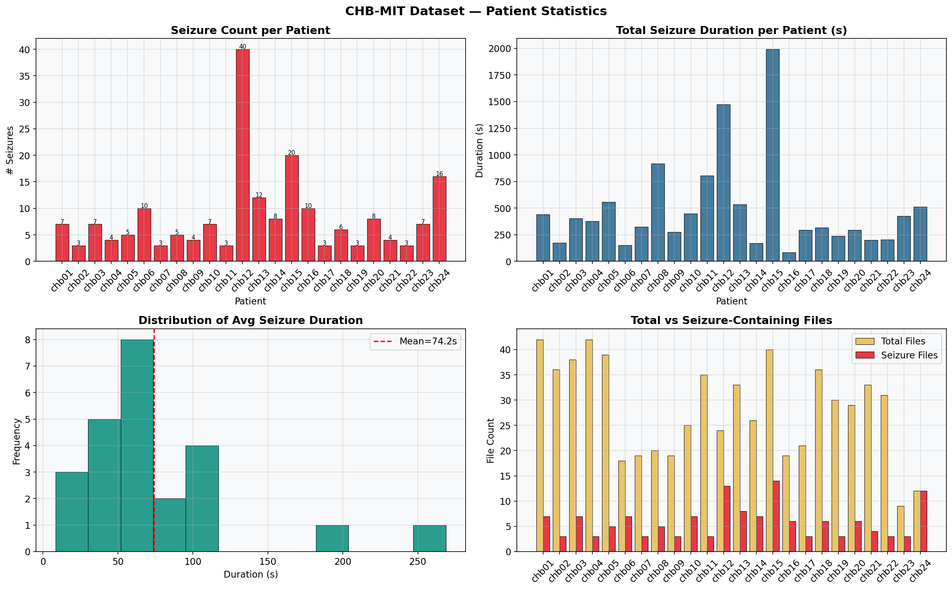 CHB-MIT Dataset — Patient Statistics
Seizure Count per Patient
# Seizures
40
35
30
25
20
15
10
5
0
7
3
7
4
5
10
3
5
4
7
3
40
12
8
20
10
3
6
3
8
4
3
7
16
chb01
chb02
chb03
chb04
chb05
chb06
chb07
chb08
chb09
chb10
chb11
chb12
chb13
chb14
chb15
chb16
chb17
chb18
chb19
chb20
chb21
chb22
chb23
chb24
Patient
Total Seizure Duration per Patient (s)
Duration (s)
2000
1750
1500
1250
1000
750
500
250
0
chb01
chb02
chb03
chb04
chb05
chb06
chb07
chb08
chb09
chb10
chb11
chb12
chb13
chb14
chb15
chb16
chb17
chb18
chb19
chb20
chb21
chb22
chb23
chb24
Patient
Distribution of Avg Seizure Duration
Mean=74.2s
Frequency
8
7
6
5
4
3
2
1
0
0
50
100
150
200
250
Duration (s)
Total vs Seizure-Containing Files
Total Files
Seizure Files
File Count
40
35
30
25
20
15
10
5
0
chb01
chb02
chb03
chb04
chb05
chb06
chb07
chb08
chb09
chb10
chb11
chb12
chb13
chb14
chb15
chb16
chb17
chb18
chb19
chb20
chb21
chb22
chb23
chb24